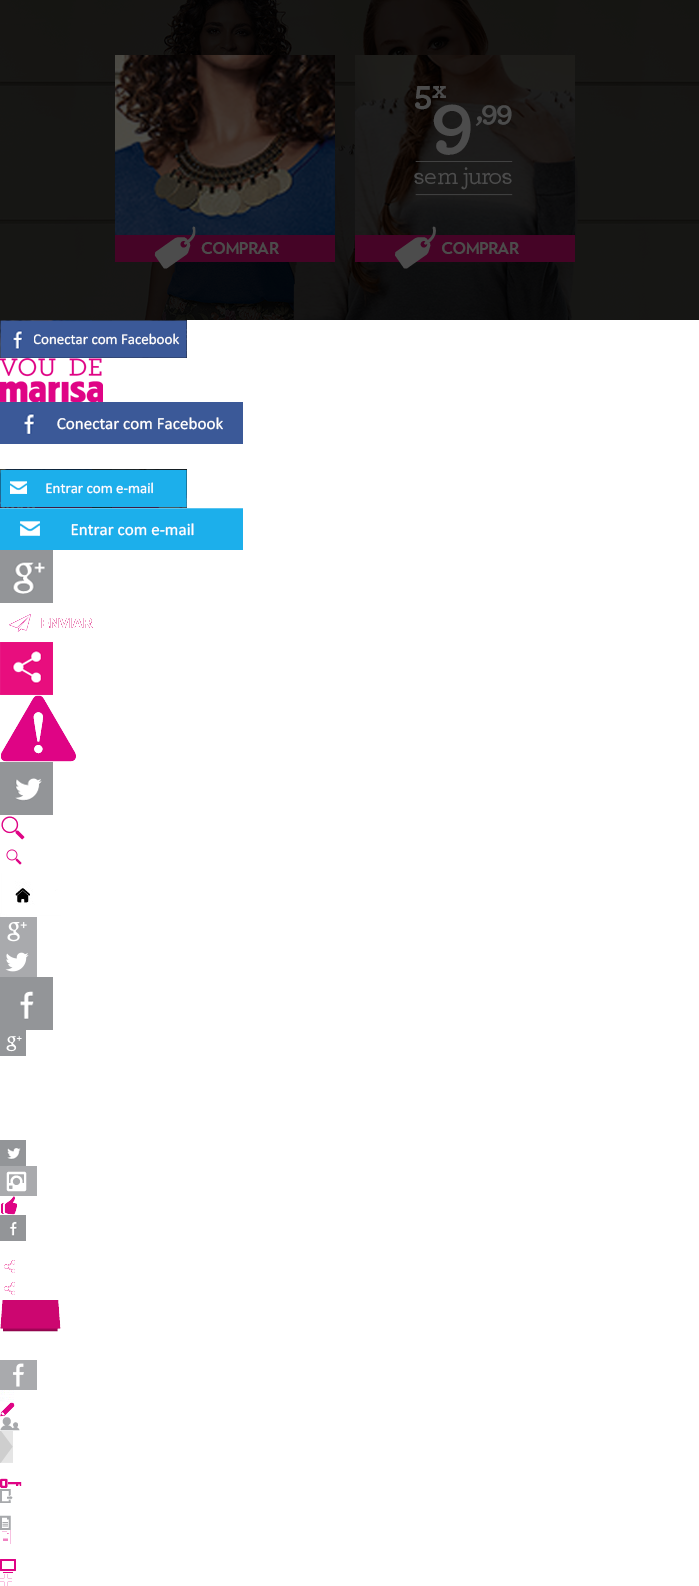 5x
9,99
sem juros
COMPRAR
COMPRAR
Conectar com Facebook
VOU DE
marisa
Conectar com Facebook
Entrar com e-mail
Entrar com e-mail
g+
ENVIAR
g+
f
g+
f
f